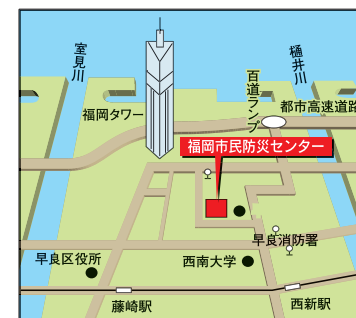 室見川
樋井川
百道ランプ
福岡タワー
都市高速道路
福岡市民防災センター
早良消防署
早良区役所
西南大学
藤崎駅
西新駅